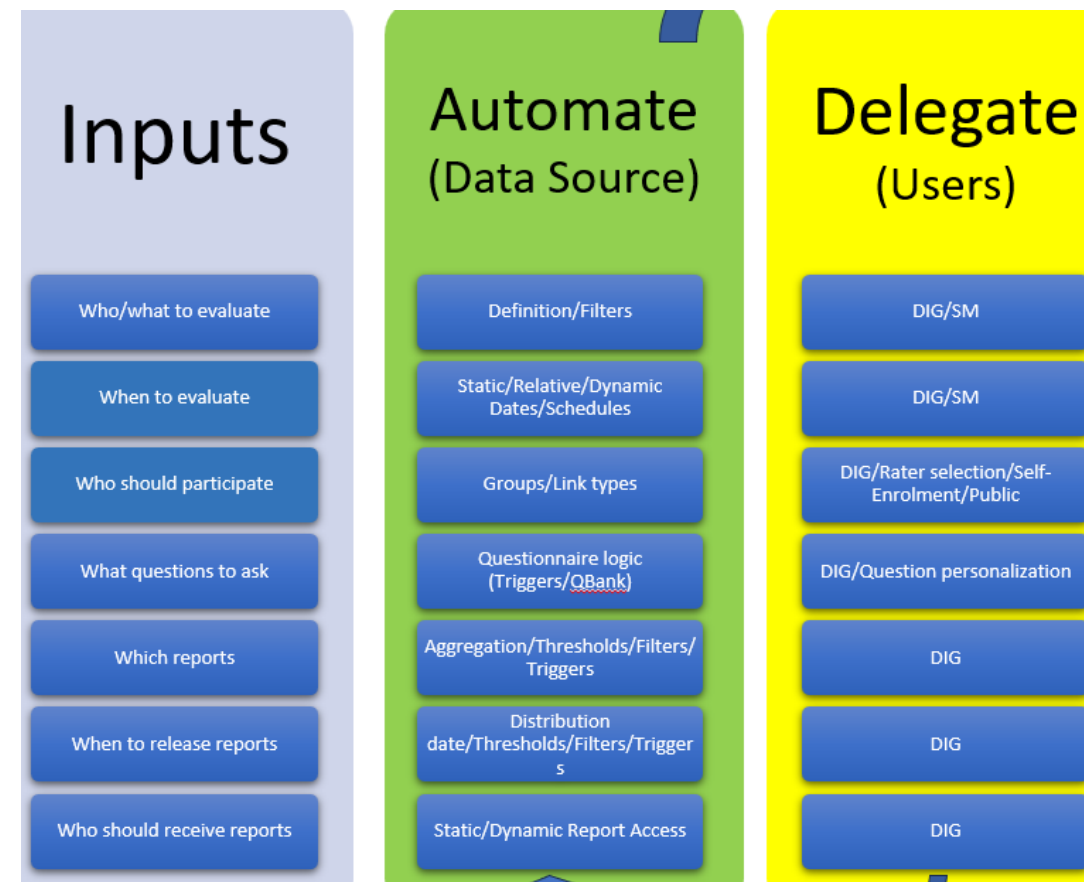 Inputs
Who/what to evaluate
When to evaluate
Who should participate
What questions to ask
Which reports
When to release reports
Who should receive reports
Automate
(Data Source)
Definition/Filters
Static/Relative/Dynamic
Dates/Schedules
Groups/Link types
Questionnaire logic
(Triggers/QBank)
Aggregation/Thresholds/Filters/
Triggers
Distribution
date/Thresholds/Filters/Trigger
s
Static/Dynamic Report Access
Delegate
(Users)
DIG/SM
DIG/SM
DIG/Rater selection/Self-
Enrolment/Public
DIG/Question personalization
DIG
DIG
DIG